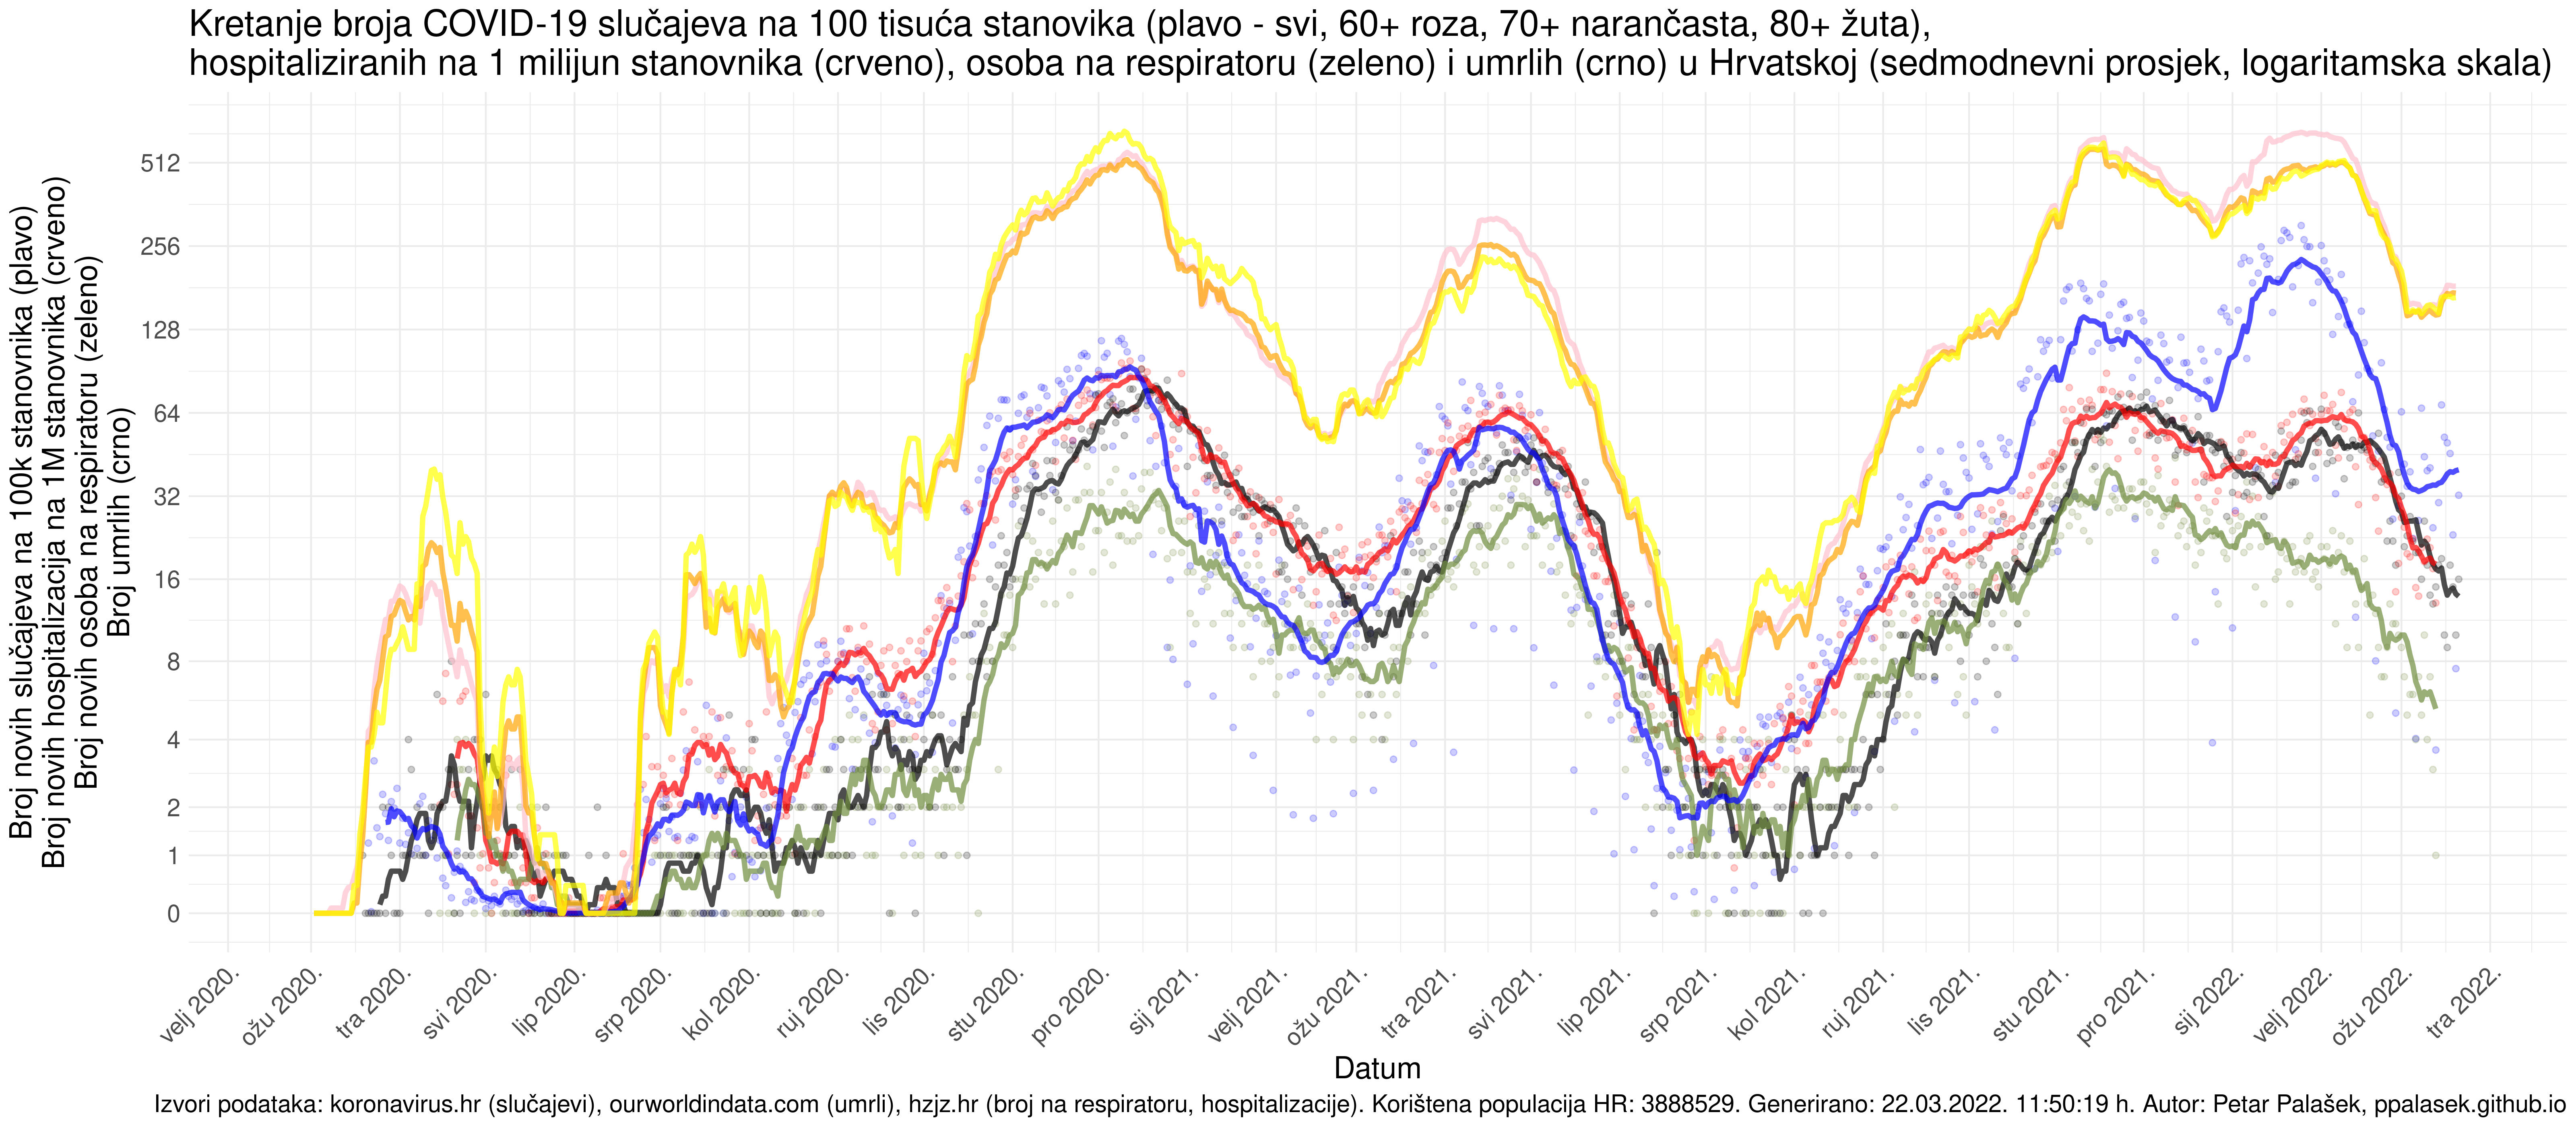 Kretanje broja COVID-19 slučajeva na 100 tisuća stanovika (plavo - svi, 60+ roza, 70+ narančasta, 80+ žuta),
hospitaliziranih na 1 milijun stanovnika (crveno), osoba na respiratoru (zeleno) i umrlih (crno) u Hrvatskoj (sedmodnevni prosjek, logaritamska skala)
Broj novih slučajeva na 100k stanovnika (plavo)
Broj novih hospitalizacija na 1M stanovnika (crveno)
Broj novih osoba na respiratoru (zeleno)
Broj umrlih (crno)
512
256
128
64
32
16
8
4
2
1
0
velj 2020.
ožu 2020.
tra 2020.
svi 2020.
lip 2020.
srp 2020.
kol 2020.
ruj 2020.
lis 2020.
stu 2020.
pro 2020.
sij 2021.
velj 2021.
ožu 2021.
tra 2021.
svi 2021.
lip 2021.
srp 2021.
kol 2021.
ruj 2021.
lis 2021.
stu 2021.
pro 2021.
sij 2022.
velj 2022.
ožu 2022.
tra 2022.
Datum
Izvori podataka: koronavirus.hr (slučajevi), ourworldindata.com (umrli), hzjz.hr (broj na respiratoru, hospitalizacije). Korištena populacija HR: 3888529. Generirano: 22.03.2022. 11:50:19 h. Autor: Petar Palašek, ppalasek.github.io